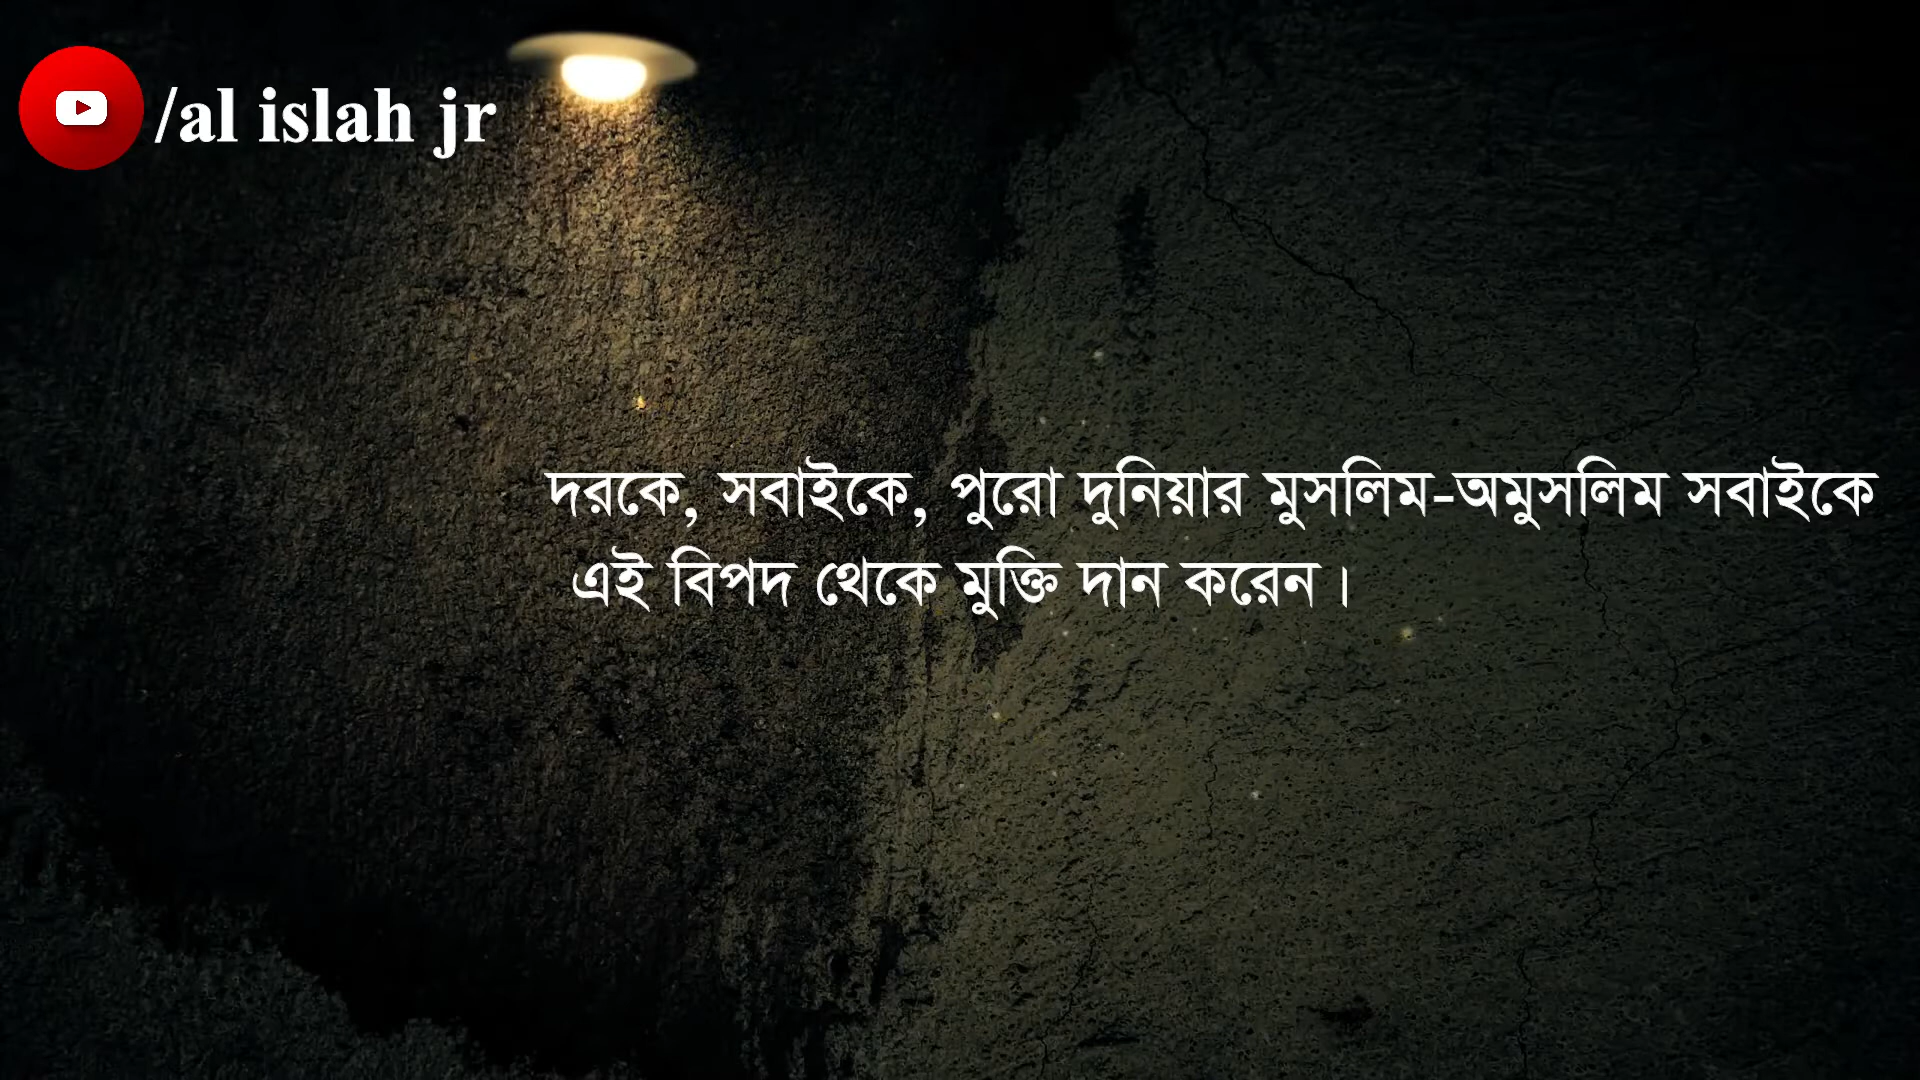 /al islah jr
দরকে, সবাইকে, পুরো দুনিয়ার মুসলিম-অমুসলিম সবাইকে
এই বিপদ থেকে মুক্তি দান করেন।